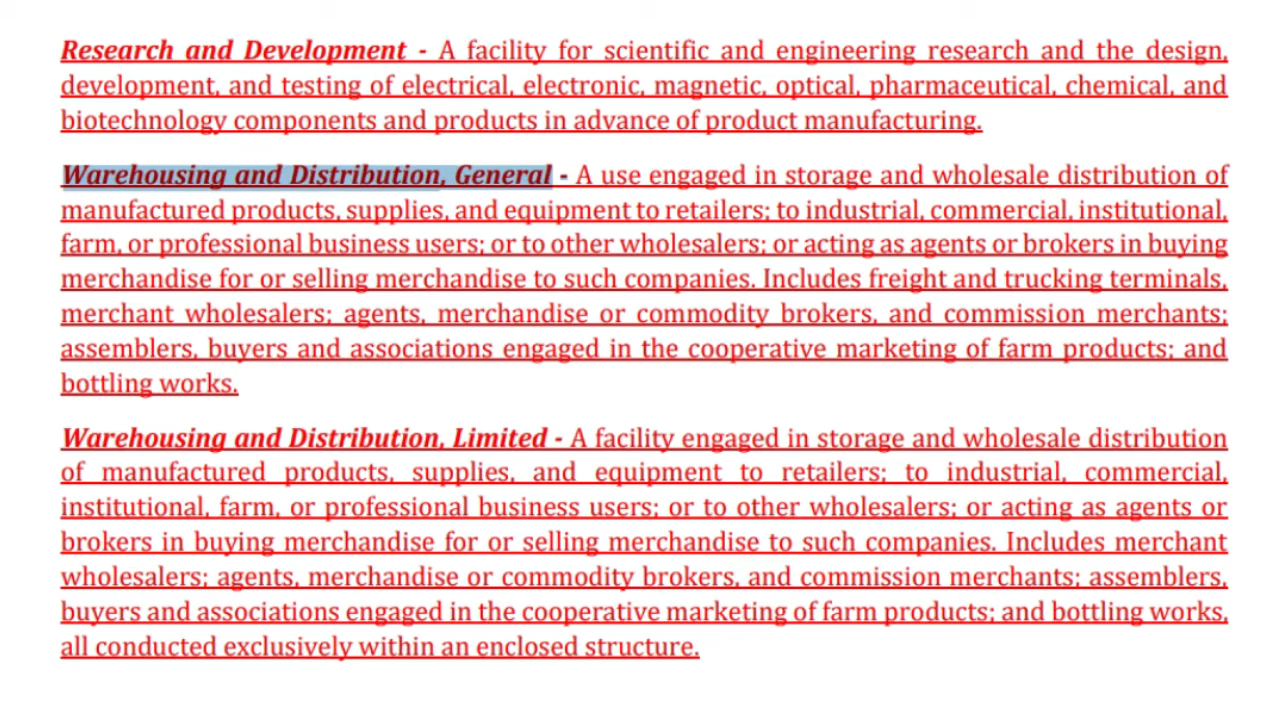 Research and Development - A facility for scientific and engineering research and the design,
development, and testing of electrical, electronic, magnetic, optical, pharmaceutical, chemical, and
biotechnology components and products in advance of product manufacturing.
Warehousing and Distribution, General - A use engaged in storage and wholesale distribution of
manufactured products, supplies, and equipment to retailers; to industrial, commercial, institutional,
farm, or professional business users; or to other wholesalers; or acting as agents or brokers in buying
merchandise for or selling merchandise to such companies. Includes freight and trucking terminals,
merchant wholesalers; agents, merchandise or commodity brokers, and commission merchants;
assemblers, buyers and associations engaged in the cooperative marketing of farm products; and
bottling works.
Warehousing and Distribution, Limited - A facility engaged in storage and wholesale distribution
of manufactured products, supplies, and equipment to retailers; to industrial, commercial,
institutional, farm, or professional business users; or to other wholesalers; or acting as agents or
brokers in buying merchandise for or selling merchandise to such companies. Includes merchant
wholesalers; agents, merchandise or commodity brokers, and commission merchants; assemblers,
buyers and associations engaged in the cooperative marketing of farm products; and bottling works,
all conducted exclusively within an enclosed structure.